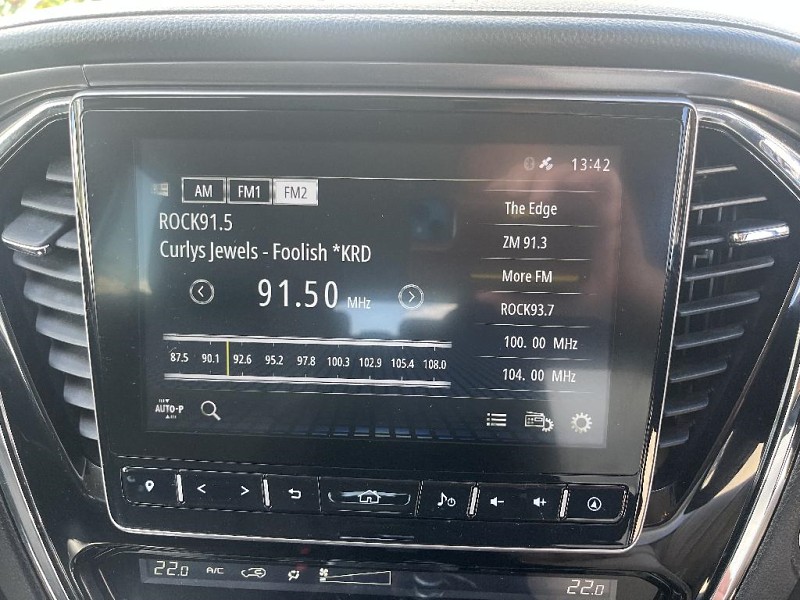 13:42
AM FM1 FM2
ROCK91.5
Curlys Jewels - Foolish *KRD
91.50 MHz
87.5 90.1 92.6 95.2 97.8 100.3 102.9 105.4 108.0
The Edge
ZM 91.3
More FM
ROCK93.7
100. 00 MHz
104. 00 MHz
AUTO-P
22.0 A/C 22.0